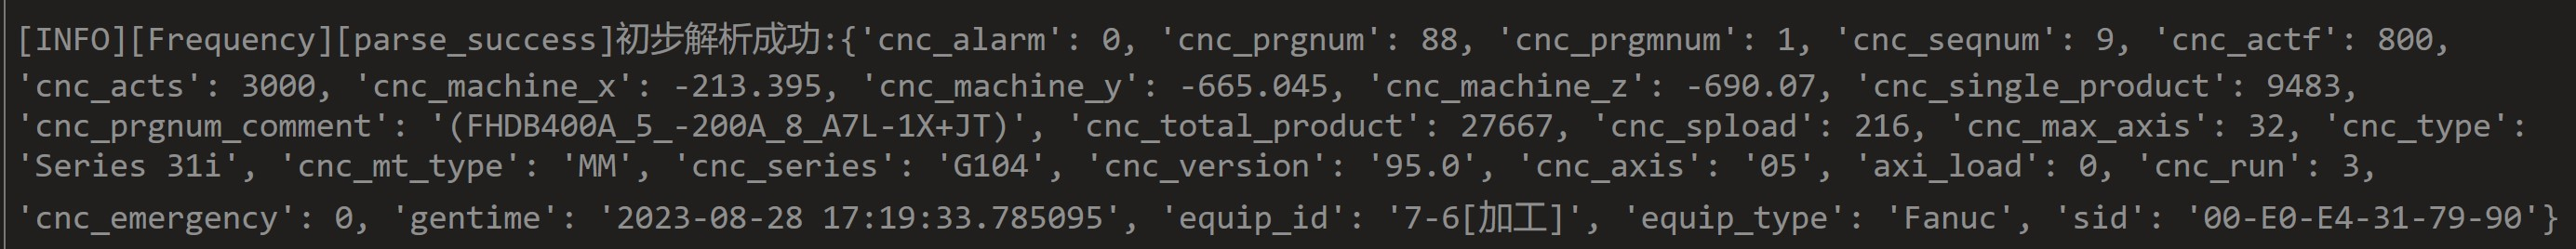 [INFO][Frequency][parse_success]初步解析成功:{'cnc_alarm': 0, 'cnc_prgnum': 88, 'cnc_prgmnum': 1, 'cnc_seqnum': 9, 'cnc_actf': 800,
'cnc_acts': 3000, 'cnc_machine_x': -213.395, 'cnc_machine_y': -665.045, 'cnc_machine_z': -690.07, 'cnc_single_product': 9483,
'cnc_prgnum_comment': '(FHDB400A_5_-200A_8_A7L-1X+JT)', 'cnc_total_product': 27667, 'cnc_spload': 216, 'cnc_max_axis': 32, 'cnc_type':
'Series 31i', 'cnc_mt_type': 'MM', 'cnc_series': 'G104', 'cnc_version': '95.0', 'cnc_axis': '05', 'axi_load': 0, 'cnc_run': 3,
'cnc_emergency': 0, 'gentime': '2023-08-28 17:19:33.785095', 'equip_id': '7-6[加工]', 'equip_type': 'Fanuc', 'sid': '00-E0-E4-31-79-90'}